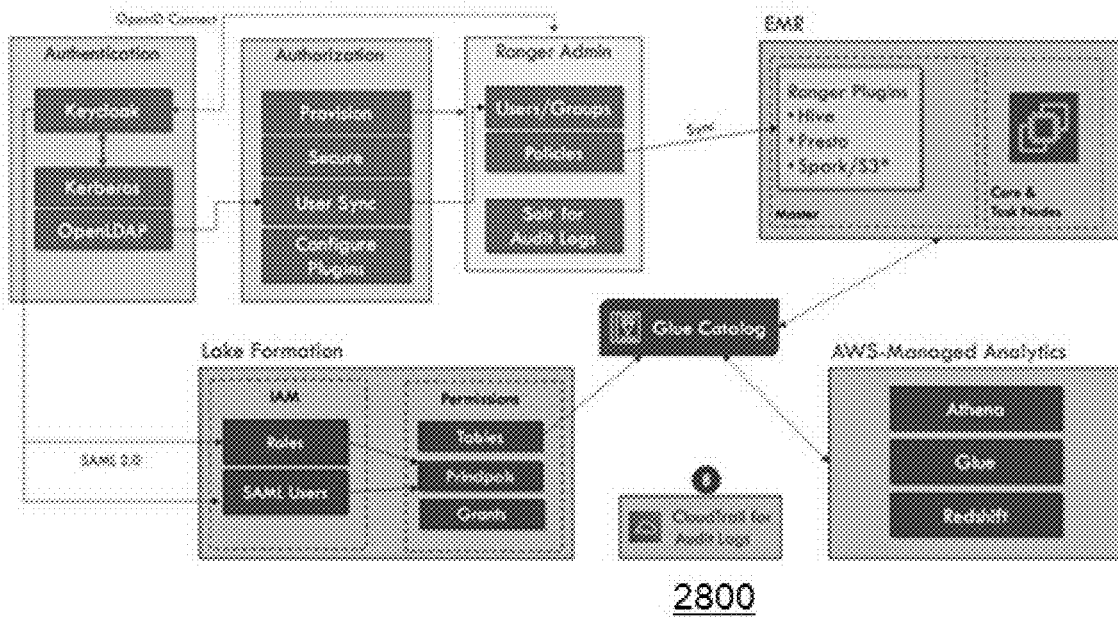 OpenID Connect
Authentication
Keycloak
Kerberos
OpenLDAP
Authorization
Provision
Secure
User Sync
Configure
Plugins
Ranger Admin
Users/Groups
Policies
Solr for
Audit Logs
Sync
EMR
Ranger Plugins
• Hive
• Presto
• Spark/S3*
Master
Core &
Task Nodes
Glue Catalog
Lake Formation
IAM
Roles
SAML Users
SAML 2.0
Permissions
Tables
Principals
Grants
CloudTrail for
Audit Logs
AWS-Managed Analytics
Athena
Glue
Redshift
2800